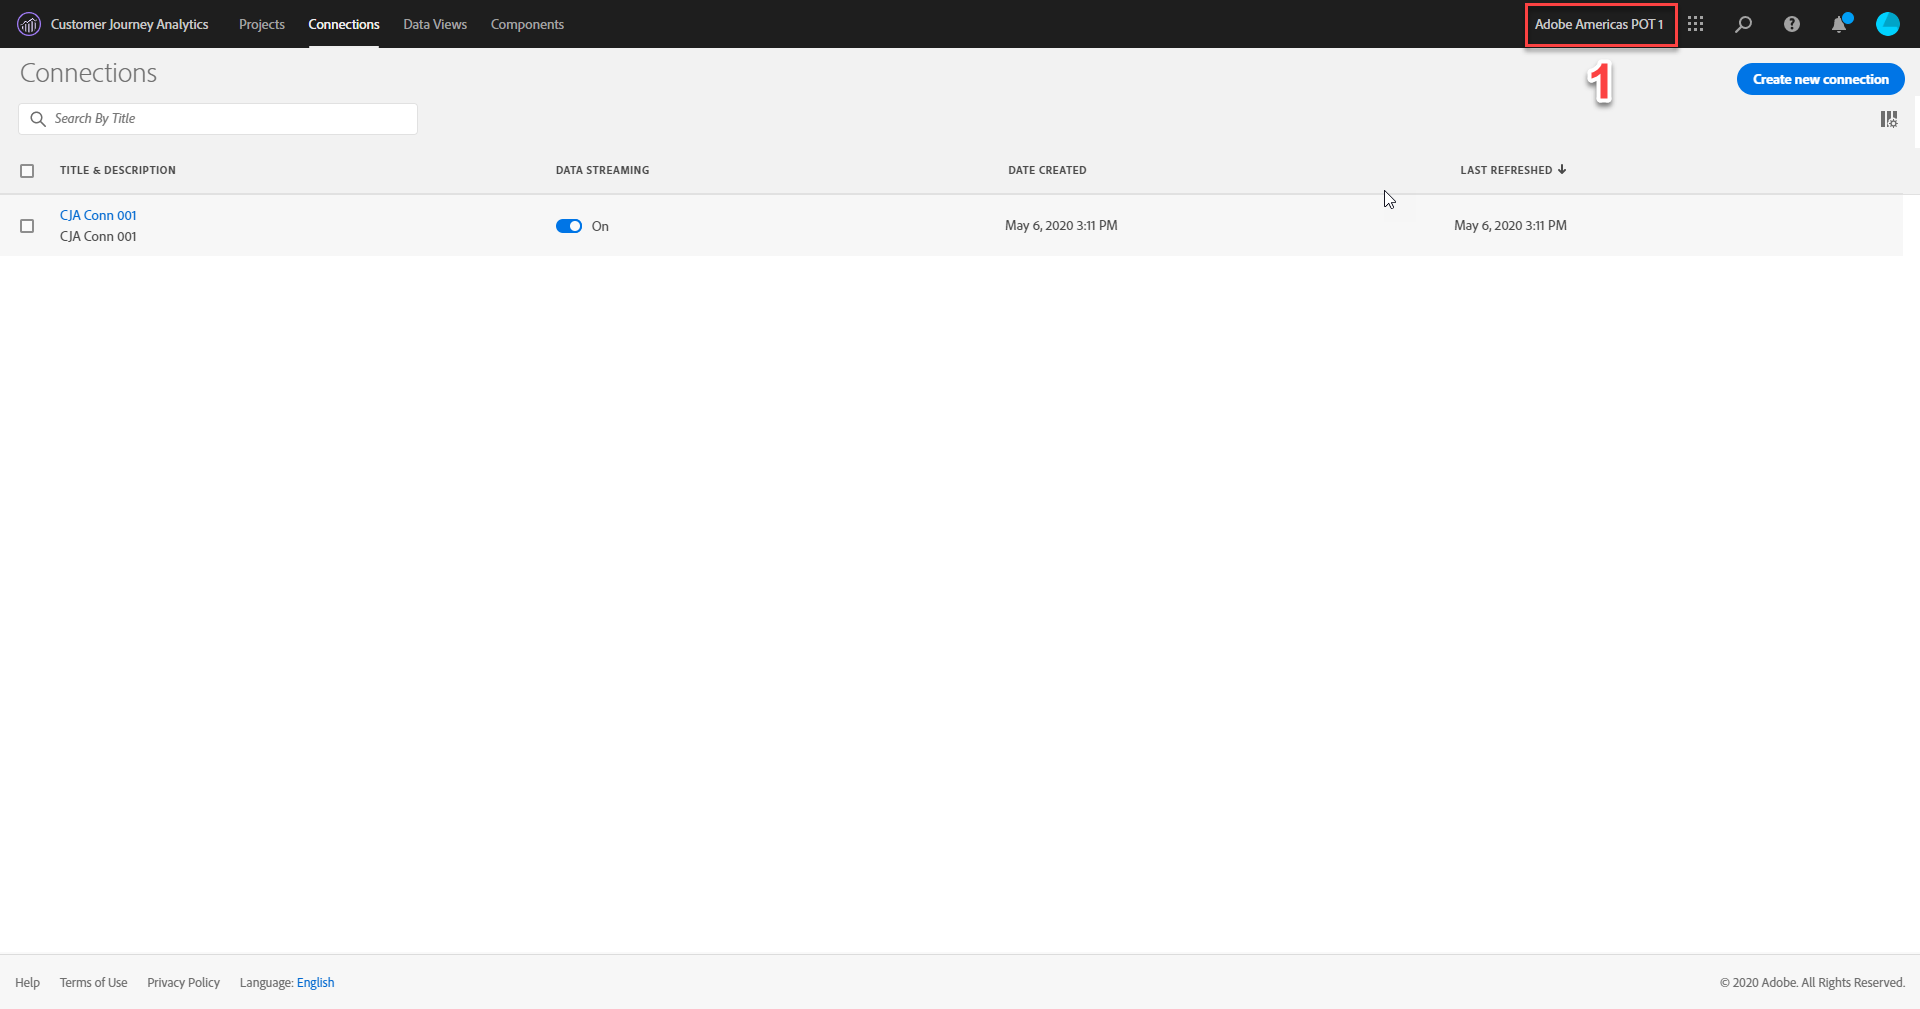 Customer Journey Analytics Projects Connections Data Views Components Adobe Americas POT 1
1
Connections
Create new connection
Search By Title
TITLE & DESCRIPTION DATA STREAMING DATE CREATED LAST REFRESHED
CJA Conn 001
CJA Conn 001
On
May 6, 2020 3:11 PM
May 6, 2020 3:11 PM
Help Terms of Use Privacy Policy Language: English © 2020 Adobe. All Rights Reserved.